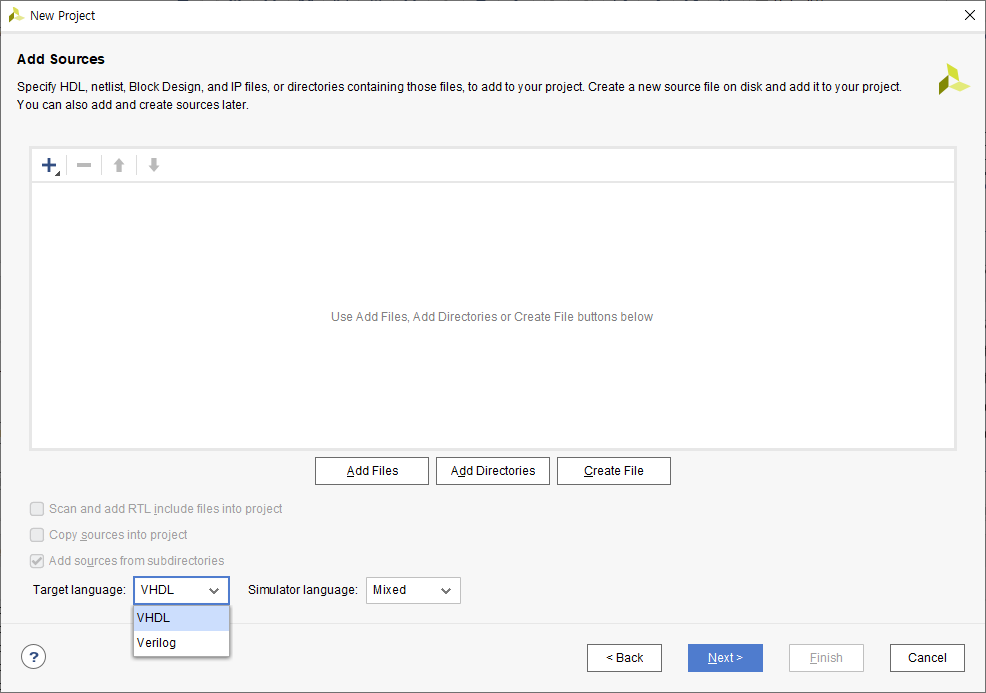 New Project
Add Sources
Specify HDL, netlist, Block Design, and IP files, or directories containing those files, to add to your project. Create a new source file on disk and add it to your project.
You can also add and create sources later.
Use Add Files, Add Directories or Create File buttons below
Add Files Add Directories Create File
Scan and add RTL include files into project
Copy sources into project
Add sources from subdirectories
Target language: VHDL Simulator language: Mixed
VHDL
Verilog
? < Back Next > Finish Cancel